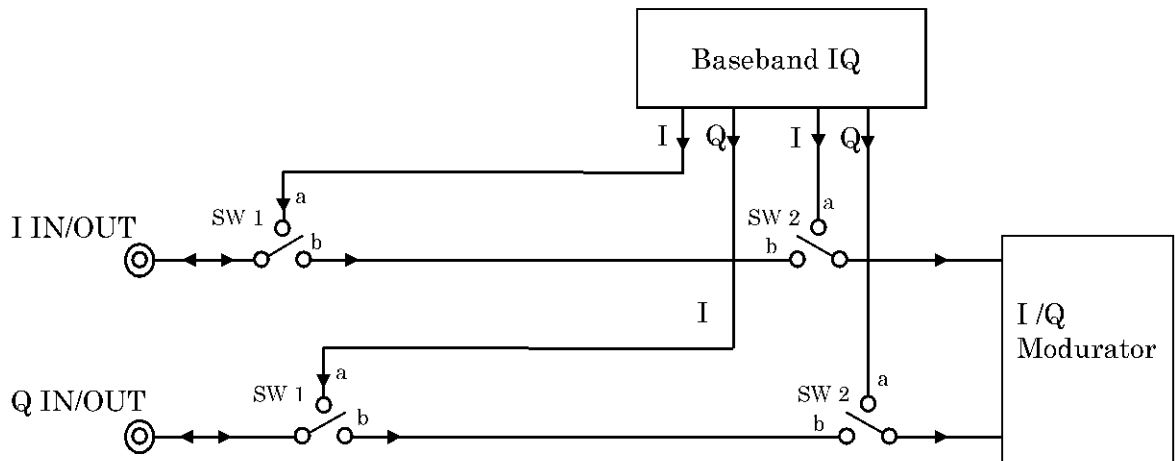 Baseband IQ
I Q I Q
a
SW 1
b
I IN/OUT
a
SW 2
b
I
I /Q
Modurator
a
SW 1
b
Q IN/OUT
a
SW 2
b